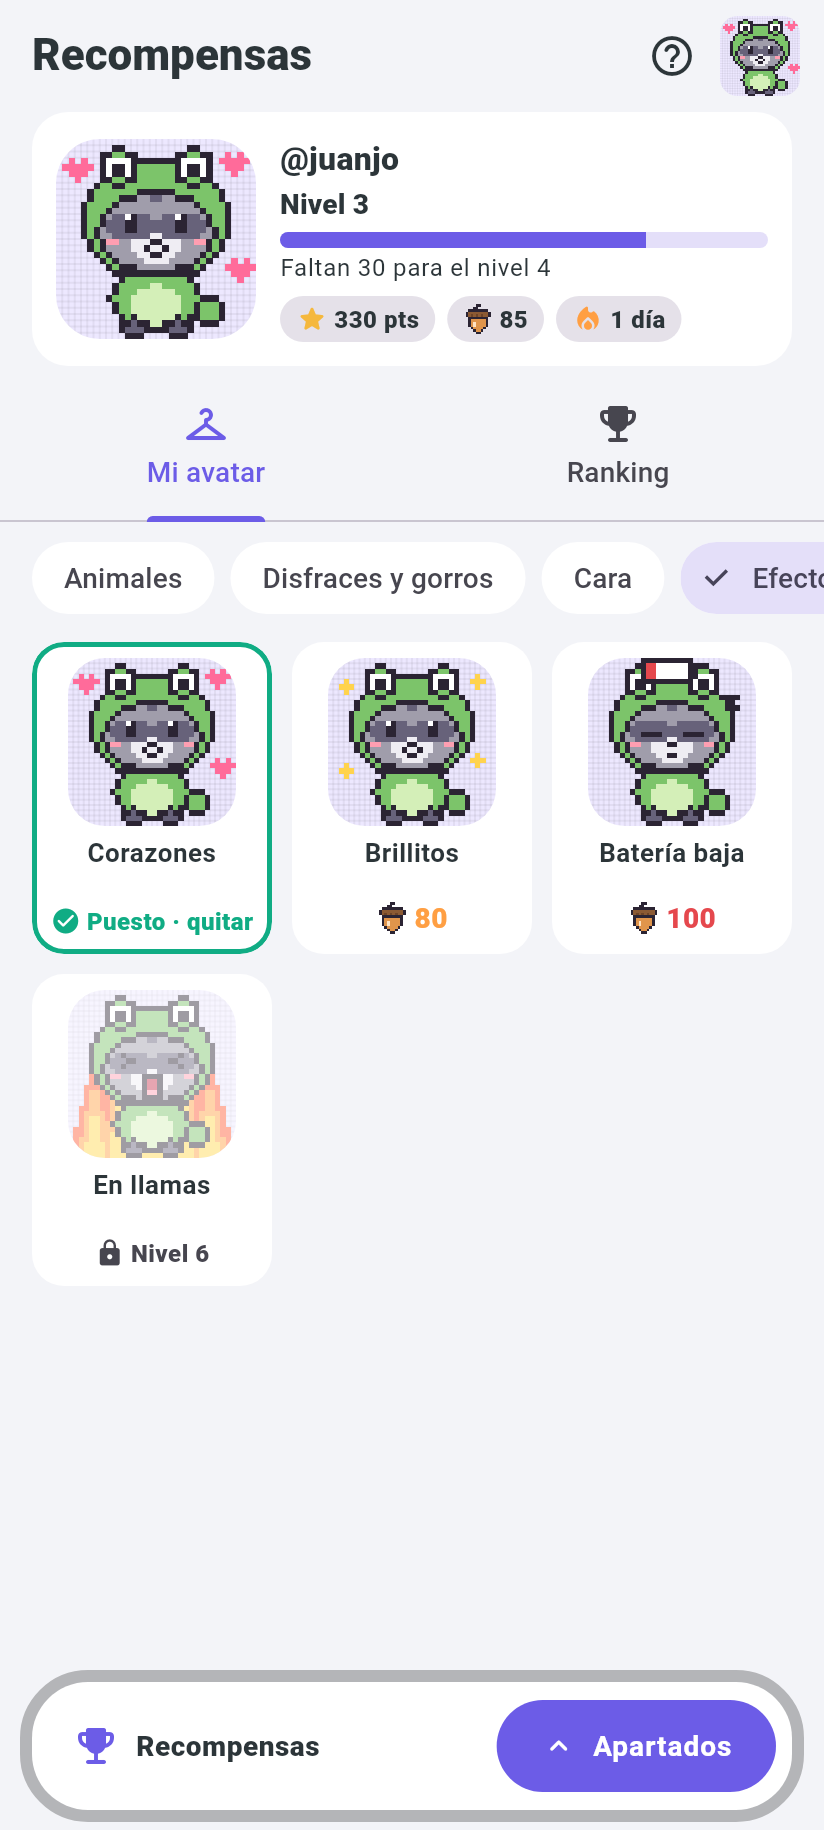 Recompensas
@juanjo
Nivel 3
Faltan 30 para el nivel 4
330 pts 85 1 día
Mi avatar Ranking
Animales Disfraces y gorros Cara Efecto
Corazones Brillitos Batería baja
Puesto · quitar 80 100
En llamas
Nivel 6
Recompensas Apartados